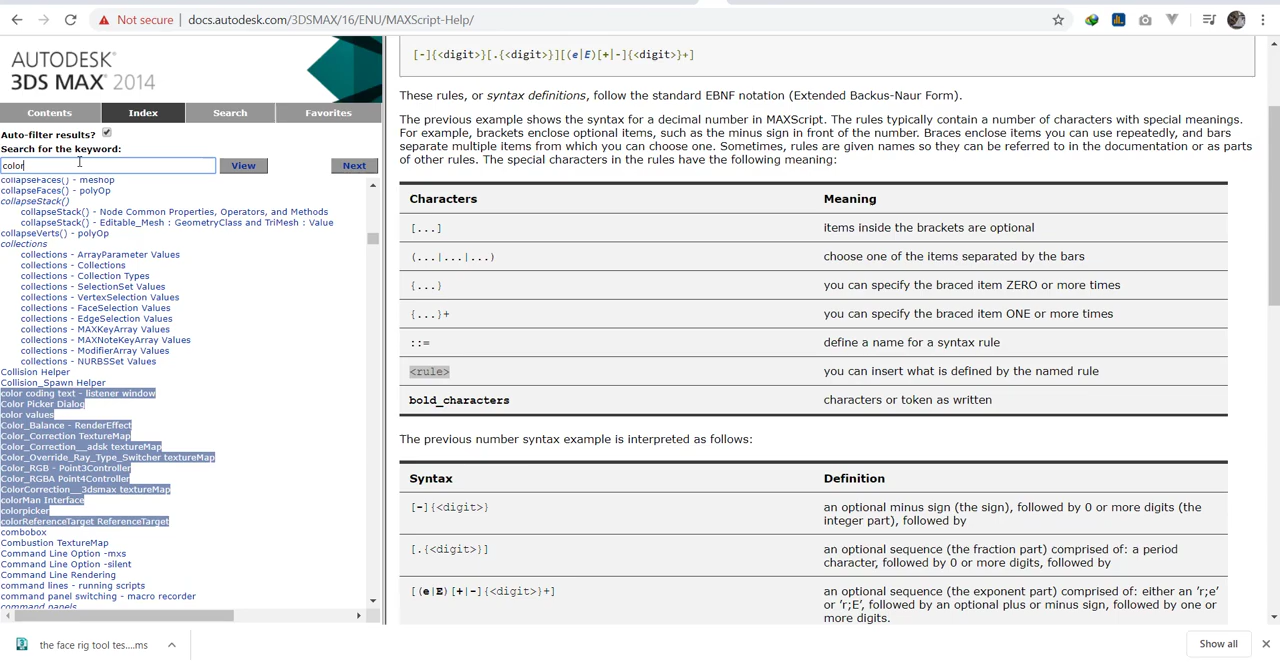 Not secure | docs.autodesk.com/3DSMAX/16/ENU/MAXScript-Help/
AUTODESK®
3DS MAX® 2014
Contents Index Search Favorites
Auto-filter results?
Search for the keyword:
color View Next
collapseFaces() - meshop
collapseFaces() - polyOp
collapseStack()
collapseStack() - Node Common Properties, Operators, and Methods
collapseStack() - Editable_Mesh : GeometryClass and TriMesh : Value
collapseVerts() - polyOp
collections
collections - ArrayParameter Values
collections - Collections
collections - Collection Types
collections - SelectionSet Values
collections - VertexSelection Values
collections - FaceSelection Values
collections - EdgeSelection Values
collections - MAXKeyArray Values
collections - MAXNoteKeyArray Values
collections - ModifierArray Values
collections - NURBSSet Values
Collision Helper
Collision_Spawn Helper
color coding text - listener window
Color Picker Dialog
color values
Color_Balance - RenderEffect
Color_Correction TextureMap
Color_Correction__adsk textureMap
Color_Override_Ray_Type_Switcher textureMap
Color_RGB - Point3Controller
Color_RGBA Point4Controller
ColorCorrection__3dsmax textureMap
colorMan Interface
colorpicker
colorReferenceTarget ReferenceTarget
combobox
Combustion TextureMap
Command Line Option -mxs
Command Line Option -silent
Command Line Rendering
command lines - running scripts
command panel switching - macro recorder
command panels
[-]{<digit>}[.{<digit>}][(e|E)[+|-]{<digit>}+]
These rules, or syntax definitions, follow the standard EBNF notation (Extended Backus-Naur Form).
The previous example shows the syntax for a decimal number in MAXScript. The rules typically contain a number of characters with special meanings.
For example, brackets enclose optional items, such as the minus sign in front of the number. Braces enclose items you can use repeatedly, and bars
separate multiple items from which you can choose one. Sometimes, rules are given names so they can be referred to in the documentation or as parts
of other rules. The special characters in the rules have the following meaning:
Characters Meaning
[...] items inside the brackets are optional
(...|...|...) choose one of the items separated by the bars
{...} you can specify the braced item ZERO or more times
{...}+ you can specify the braced item ONE or more times
::= define a name for a syntax rule
<rule> you can insert what is defined by the named rule
bold_characters characters or token as written
The previous number syntax example is interpreted as follows:
Syntax Definition
[-]{<digit>} an optional minus sign (the sign), followed by 0 or more digits (the
integer part), followed by
[.{<digit>}] an optional sequence (the fraction part) comprised of: a period
character, followed by 0 or more digits, followed by
[(e|E)[+|-]{<digit>}+] an optional sequence (the exponent part) comprised of: either an 'r;e'
or 'r;E', followed by an optional plus or minus sign, followed by one or
more digits.
the face rig tool tes....ms
Show all